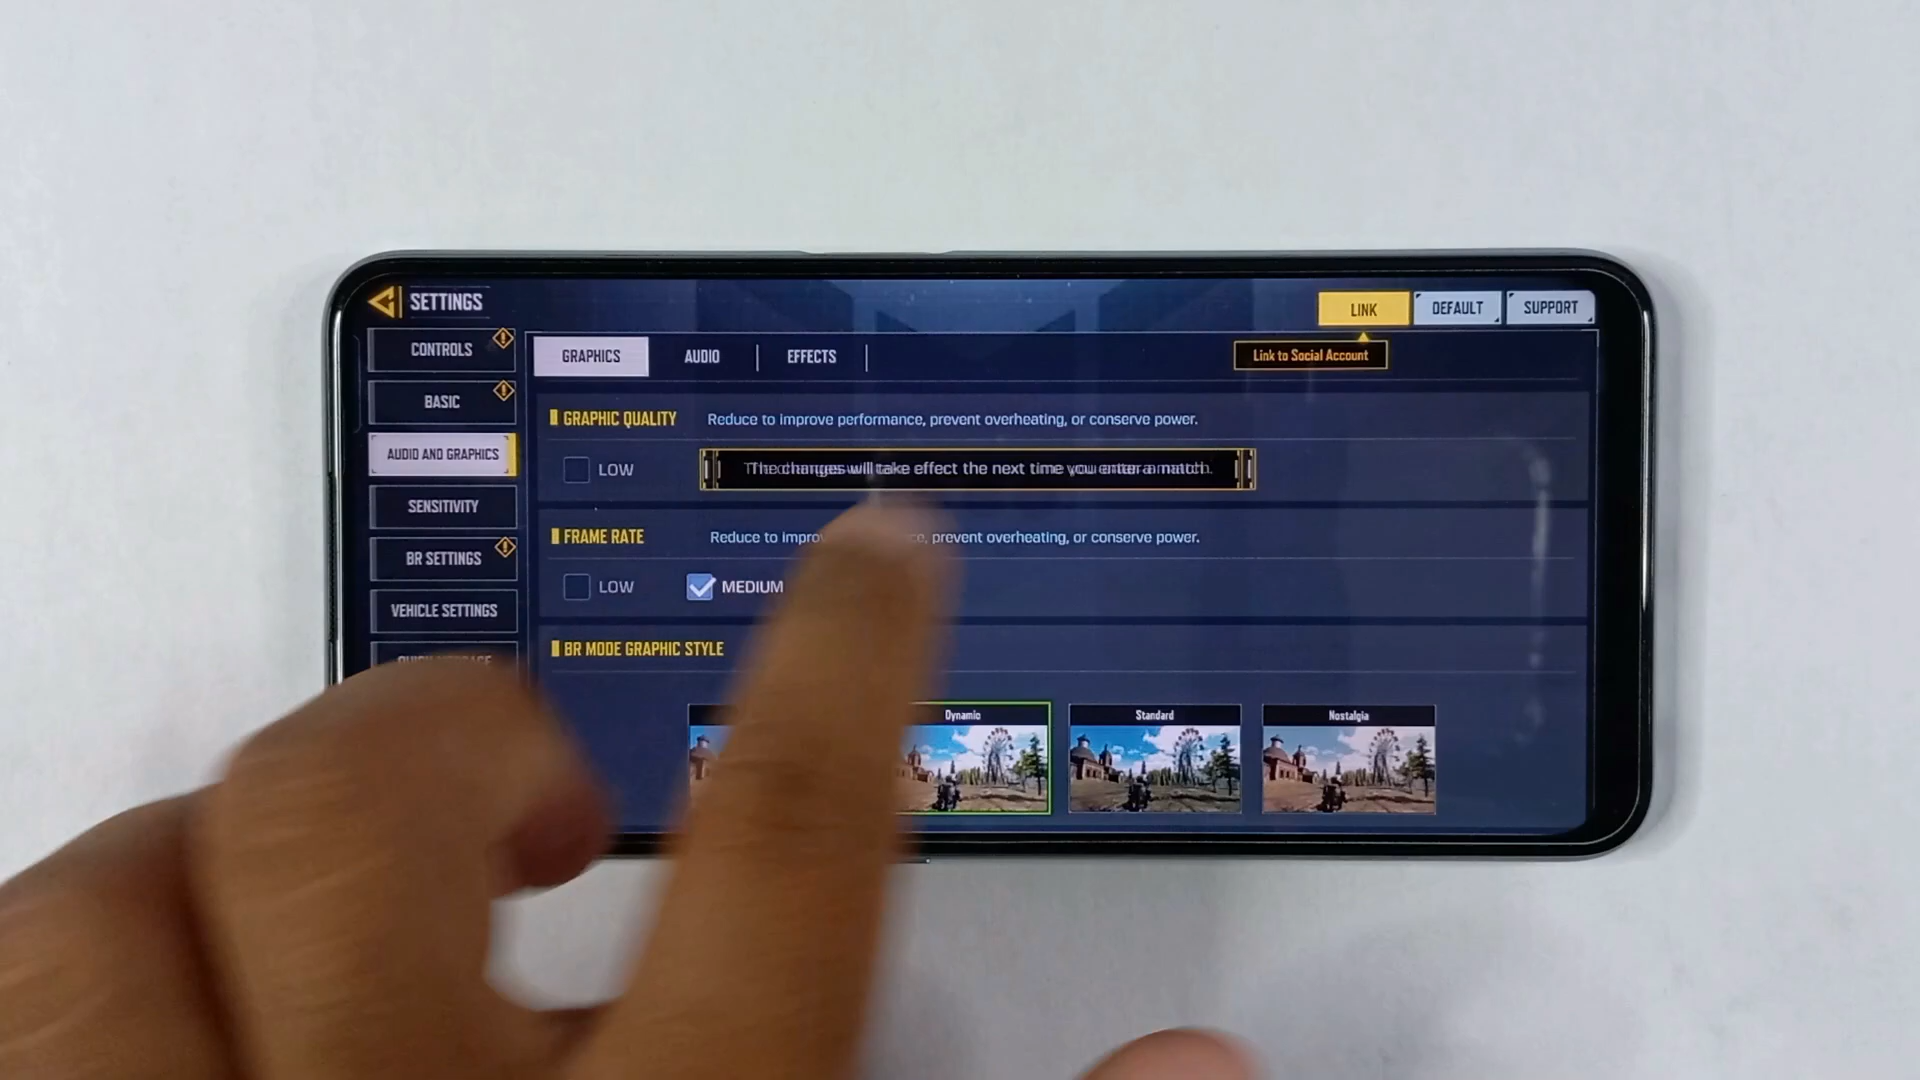 SETTINGS
LINK
DEFAULT
SUPPORT
CONTROLS
GRAPHICS
AUDIO
EFFECTS
Link to Social Account
BASIC
GRAPHIC QUALITY
Reduce to improve performance, prevent overheating, or conserve power.
AUDIO AND GRAPHICS
LOW
The changes will take effect the next time you enter a match.
SENSITIVITY
FRAME RATE
Reduce to prevent overheating, or conserve power.
BR SETTINGS
LOW
MEDIUM
VEHICLE SETTINGS
BR MODE GRAPHIC STYLE
Dynamic
Standard
Nostalgia